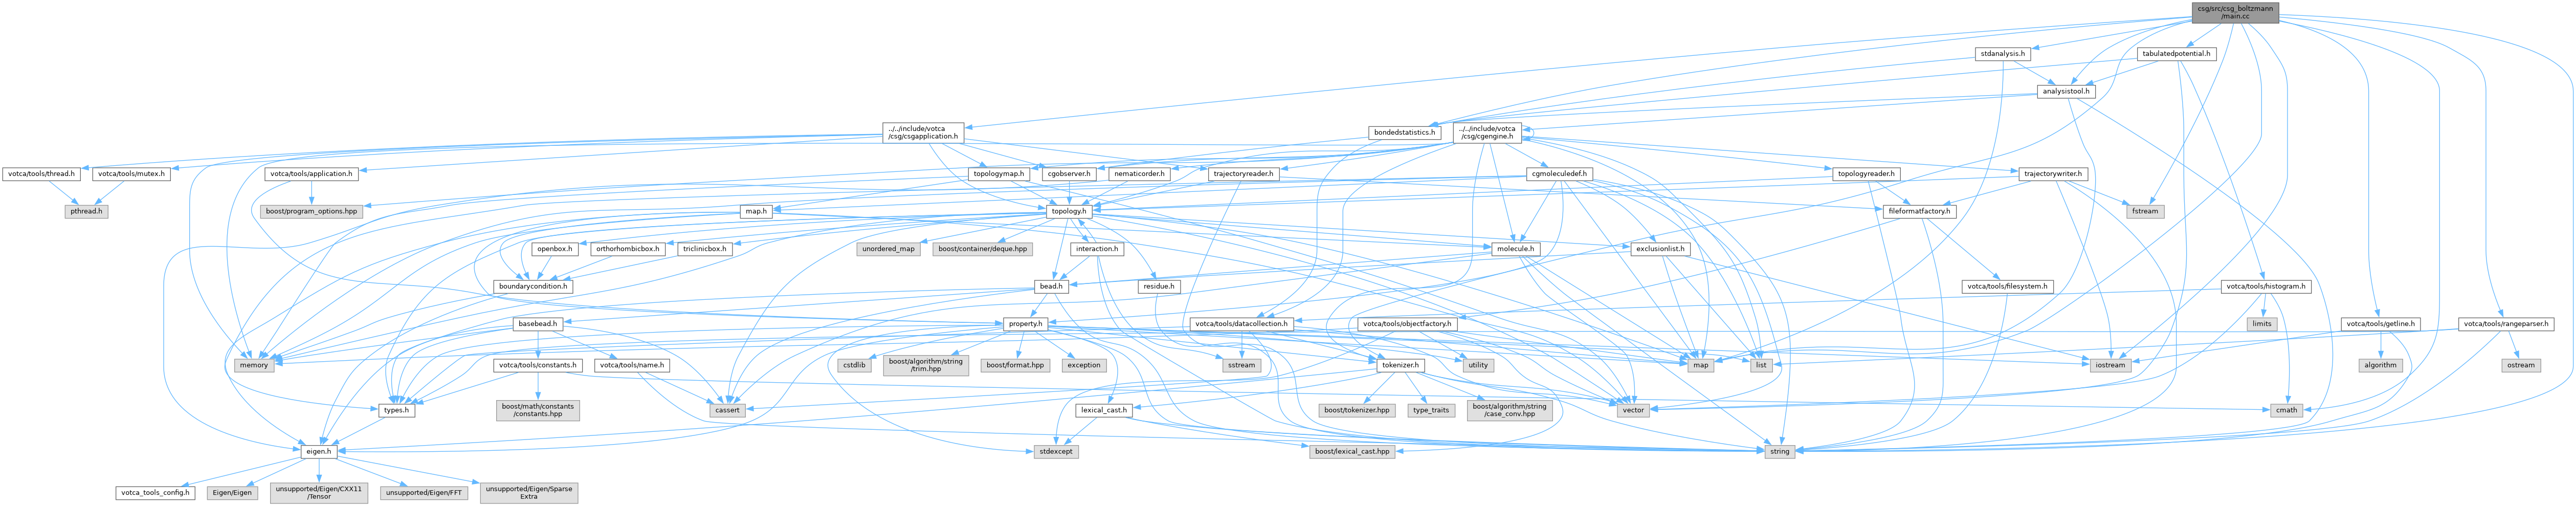 csg/src/csg_boltzmann
/main.cc
stdanalysis.h
tabulatedpotential.h
analysistool.h
../../include/votca
/csg/csgapplication.h
bondedstatistics.h
../../include/votca
/csg/cgengine.h
votca/tools/thread.h
votca/tools/mutex.h
votca/tools/application.h
topologymap.h
cgobserver.h
nematicorder.h
trajectoryreader.h
cgmoleculedef.h
topologyreader.h
trajectorywriter.h
pthread.h
boost/program_options.hpp
map.h
topology.h
fileformatfactory.h
fstream
openbox.h
orthorhombicbox.h
triclinicbox.h
unordered_map
boost/container/deque.hpp
interaction.h
molecule.h
exclusionlist.h
boundarycondition.h
bead.h
residue.h
votca/tools/filesystem.h
votca/tools/histogram.h
basebead.h
property.h
votca/tools/datacollection.h
votca/tools/objectfactory.h
limits
votca/tools/getline.h
votca/tools/rangeparser.h
memory
votca/tools/constants.h
votca/tools/name.h
cstdlib
boost/algorithm/string
/trim.hpp
boost/format.hpp
exception
sstream
tokenizer.h
utility
map
list
iostream
algorithm
ostream
types.h
boost/math/constants
/constants.hpp
cassert
lexical_cast.h
boost/tokenizer.hpp
type_traits
boost/algorithm/string
/case_conv.hpp
vector
cmath
eigen.h
stdexcept
boost/lexical_cast.hpp
string
votca_tools_config.h
Eigen/Eigen
unsupported/Eigen/CXX11
/Tensor
unsupported/Eigen/FFT
unsupported/Eigen/Sparse
Extra